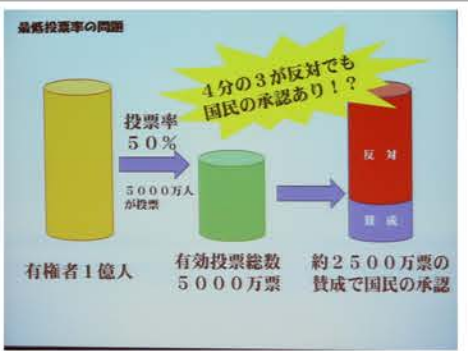 最低投票率の問題
4分の3が反対でも
国民の承認あり!?
投票率
50%
5000万人
が投票
反 対
賛 成
有権者1億人
有効投票総数
5000万票
約2500万票の
賛成で国民の承認